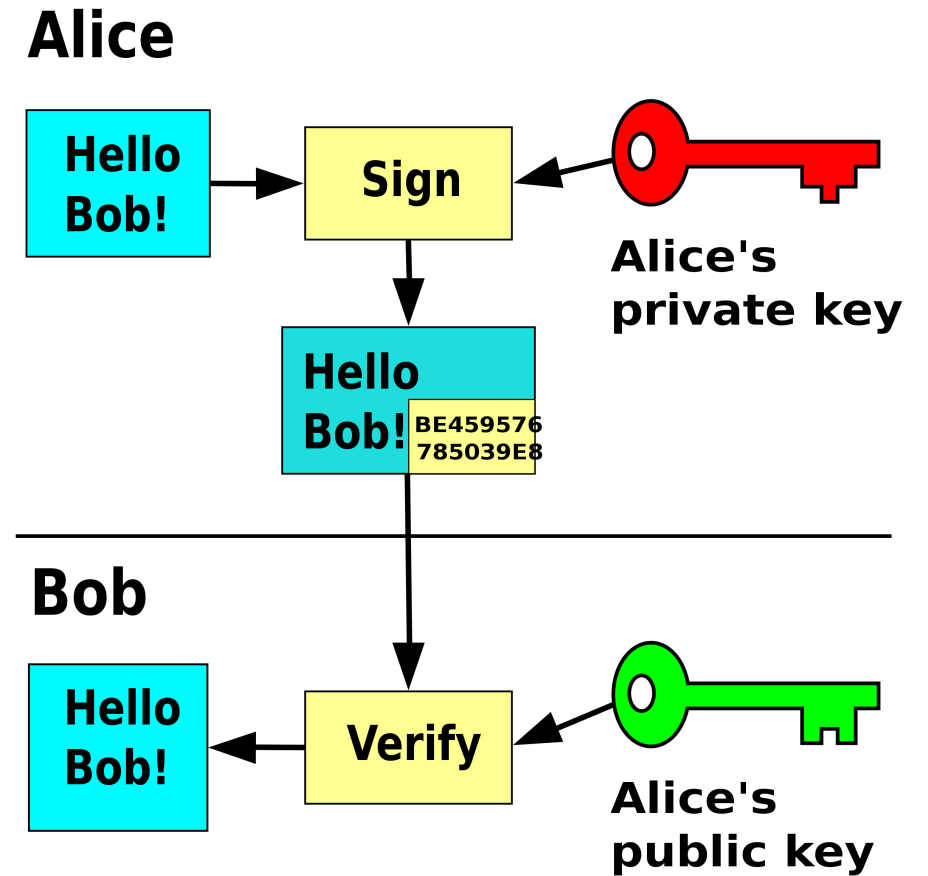 Alice
Hello
Bob!
Sign
Alice's
private key
Hello
Bob!
BE459576
785039E8
Bob
Hello
Bob!
Verify
Alice's
public key